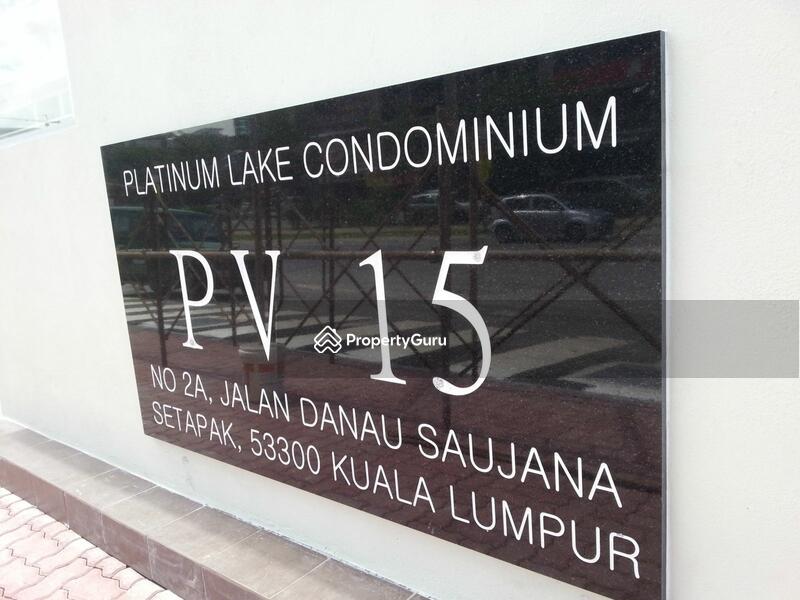 PLATINUM LAKE CONDOMINIUM
PV 15
PropertyGuru
NO 2A, JALAN DANAU SAUJANA
SETAPAK, 53300 KUALA LUMPUR